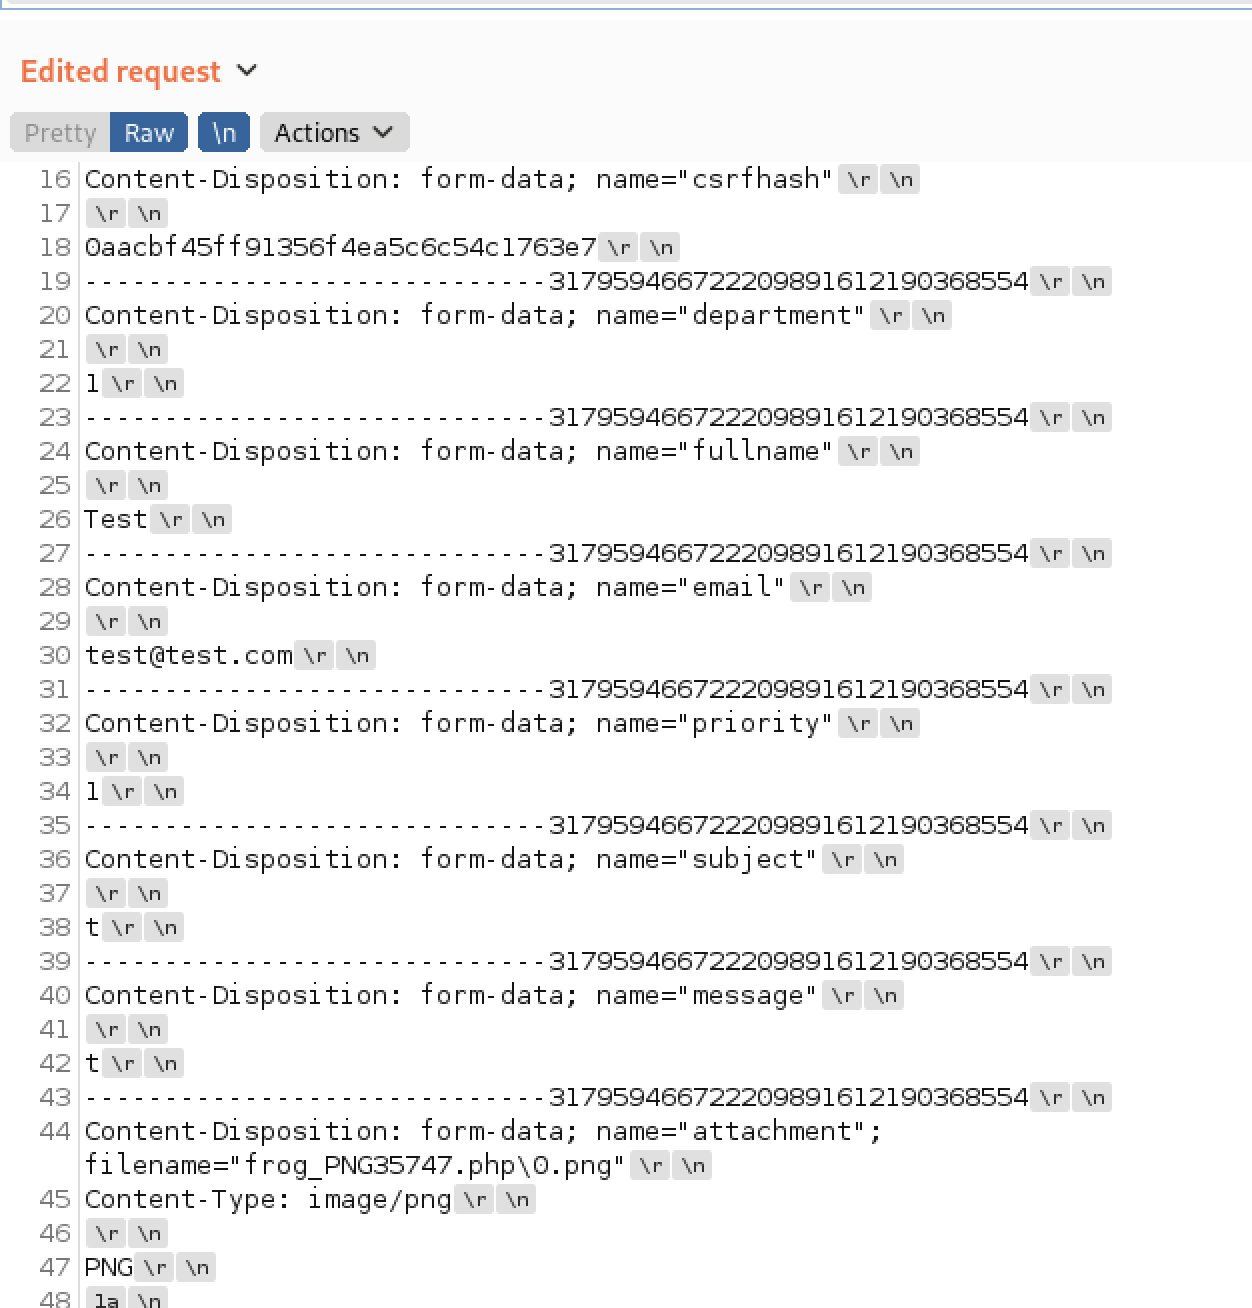 Edited request
Pretty Raw \n Actions
16 Content-Disposition: form-data; name="csrfhash" \r \n
17 \r \n
18 0aacbf45ff91356f4ea5c6c54c1763e7 \r \n
19 -----------------------------317959466722209891612190368554 \r \n
20 Content-Disposition: form-data; name="department" \r \n
21 \r \n
22 1 \r \n
23 -----------------------------317959466722209891612190368554 \r \n
24 Content-Disposition: form-data; name="fullname" \r \n
25 \r \n
26 Test \r \n
27 -----------------------------317959466722209891612190368554 \r \n
28 Content-Disposition: form-data; name="email" \r \n
29 \r \n
30 test@test.com \r \n
31 -----------------------------317959466722209891612190368554 \r \n
32 Content-Disposition: form-data; name="priority" \r \n
33 \r \n
34 1 \r \n
35 -----------------------------317959466722209891612190368554 \r \n
36 Content-Disposition: form-data; name="subject" \r \n
37 \r \n
38 t \r \n
39 -----------------------------317959466722209891612190368554 \r \n
40 Content-Disposition: form-data; name="message" \r \n
41 \r \n
42 t \r \n
43 -----------------------------317959466722209891612190368554 \r \n
44 Content-Disposition: form-data; name="attachment";
filename="frog_PNG35747.php\0.png" \r \n
45 Content-Type: image/png \r \n
46 \r \n
47 PNG \r \n
48 1a \n